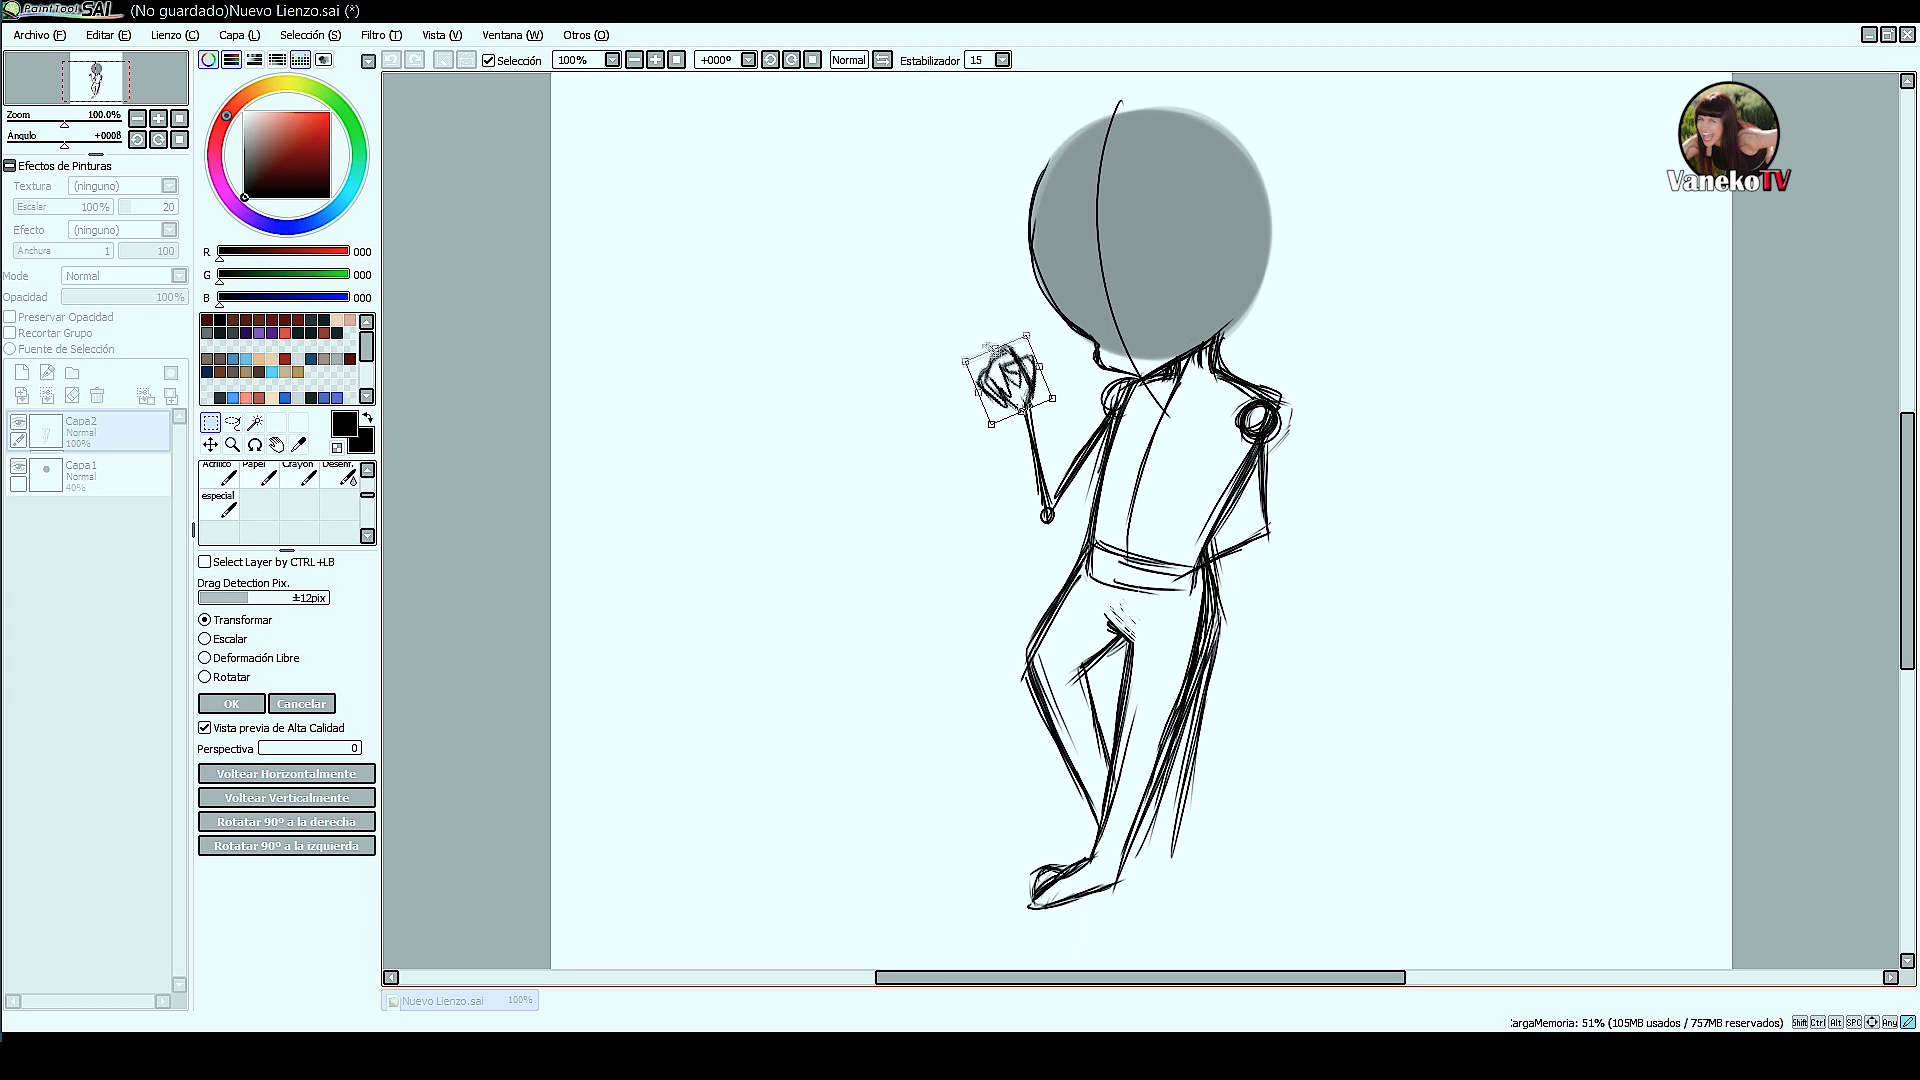 PaintTool SAI (No guardado)Nuevo Lienzo.sai (*)
Archivo (F) Editar (E) Lienzo (C) Capa (L) Selección (S) Filtro (T) Vista (V) Ventana (W) Otros (O)
Selección 100% +000º Normal Estabilizador 15
Zoom 100.0%
Ángulo +000ß
Efectos de Pinturas
Textura (ninguno)
Escalar 100% 20
Efecto (ninguno)
Anchura 1 100
Mode Normal
Opacidad 100%
Preservar Opacidad
Recortar Grupo
Fuente de Selección
Capa2
Normal
100%
Capa1
Normal
40%
R 000
G 000
B 000
Acrilico Papel Crayon Desenf.
especial
Select Layer by CTRL+LB
Drag Detection Pix.
±12pix
Transformar
Escalar
Deformación Libre
Rotatar
OK Cancelar
Vista previa de Alta Calidad
Perspectiva 0
Voltear Horizontalmente
Voltear Verticalmente
Rotatar 90º a la derecha
Rotatar 90º a la izquierda
VanekoTV
Nuevo Lienzo.sai 100%
argaMemoria: 51% (105MB usados / 757MB reservados) Shift Ctrl Alt SPC Any